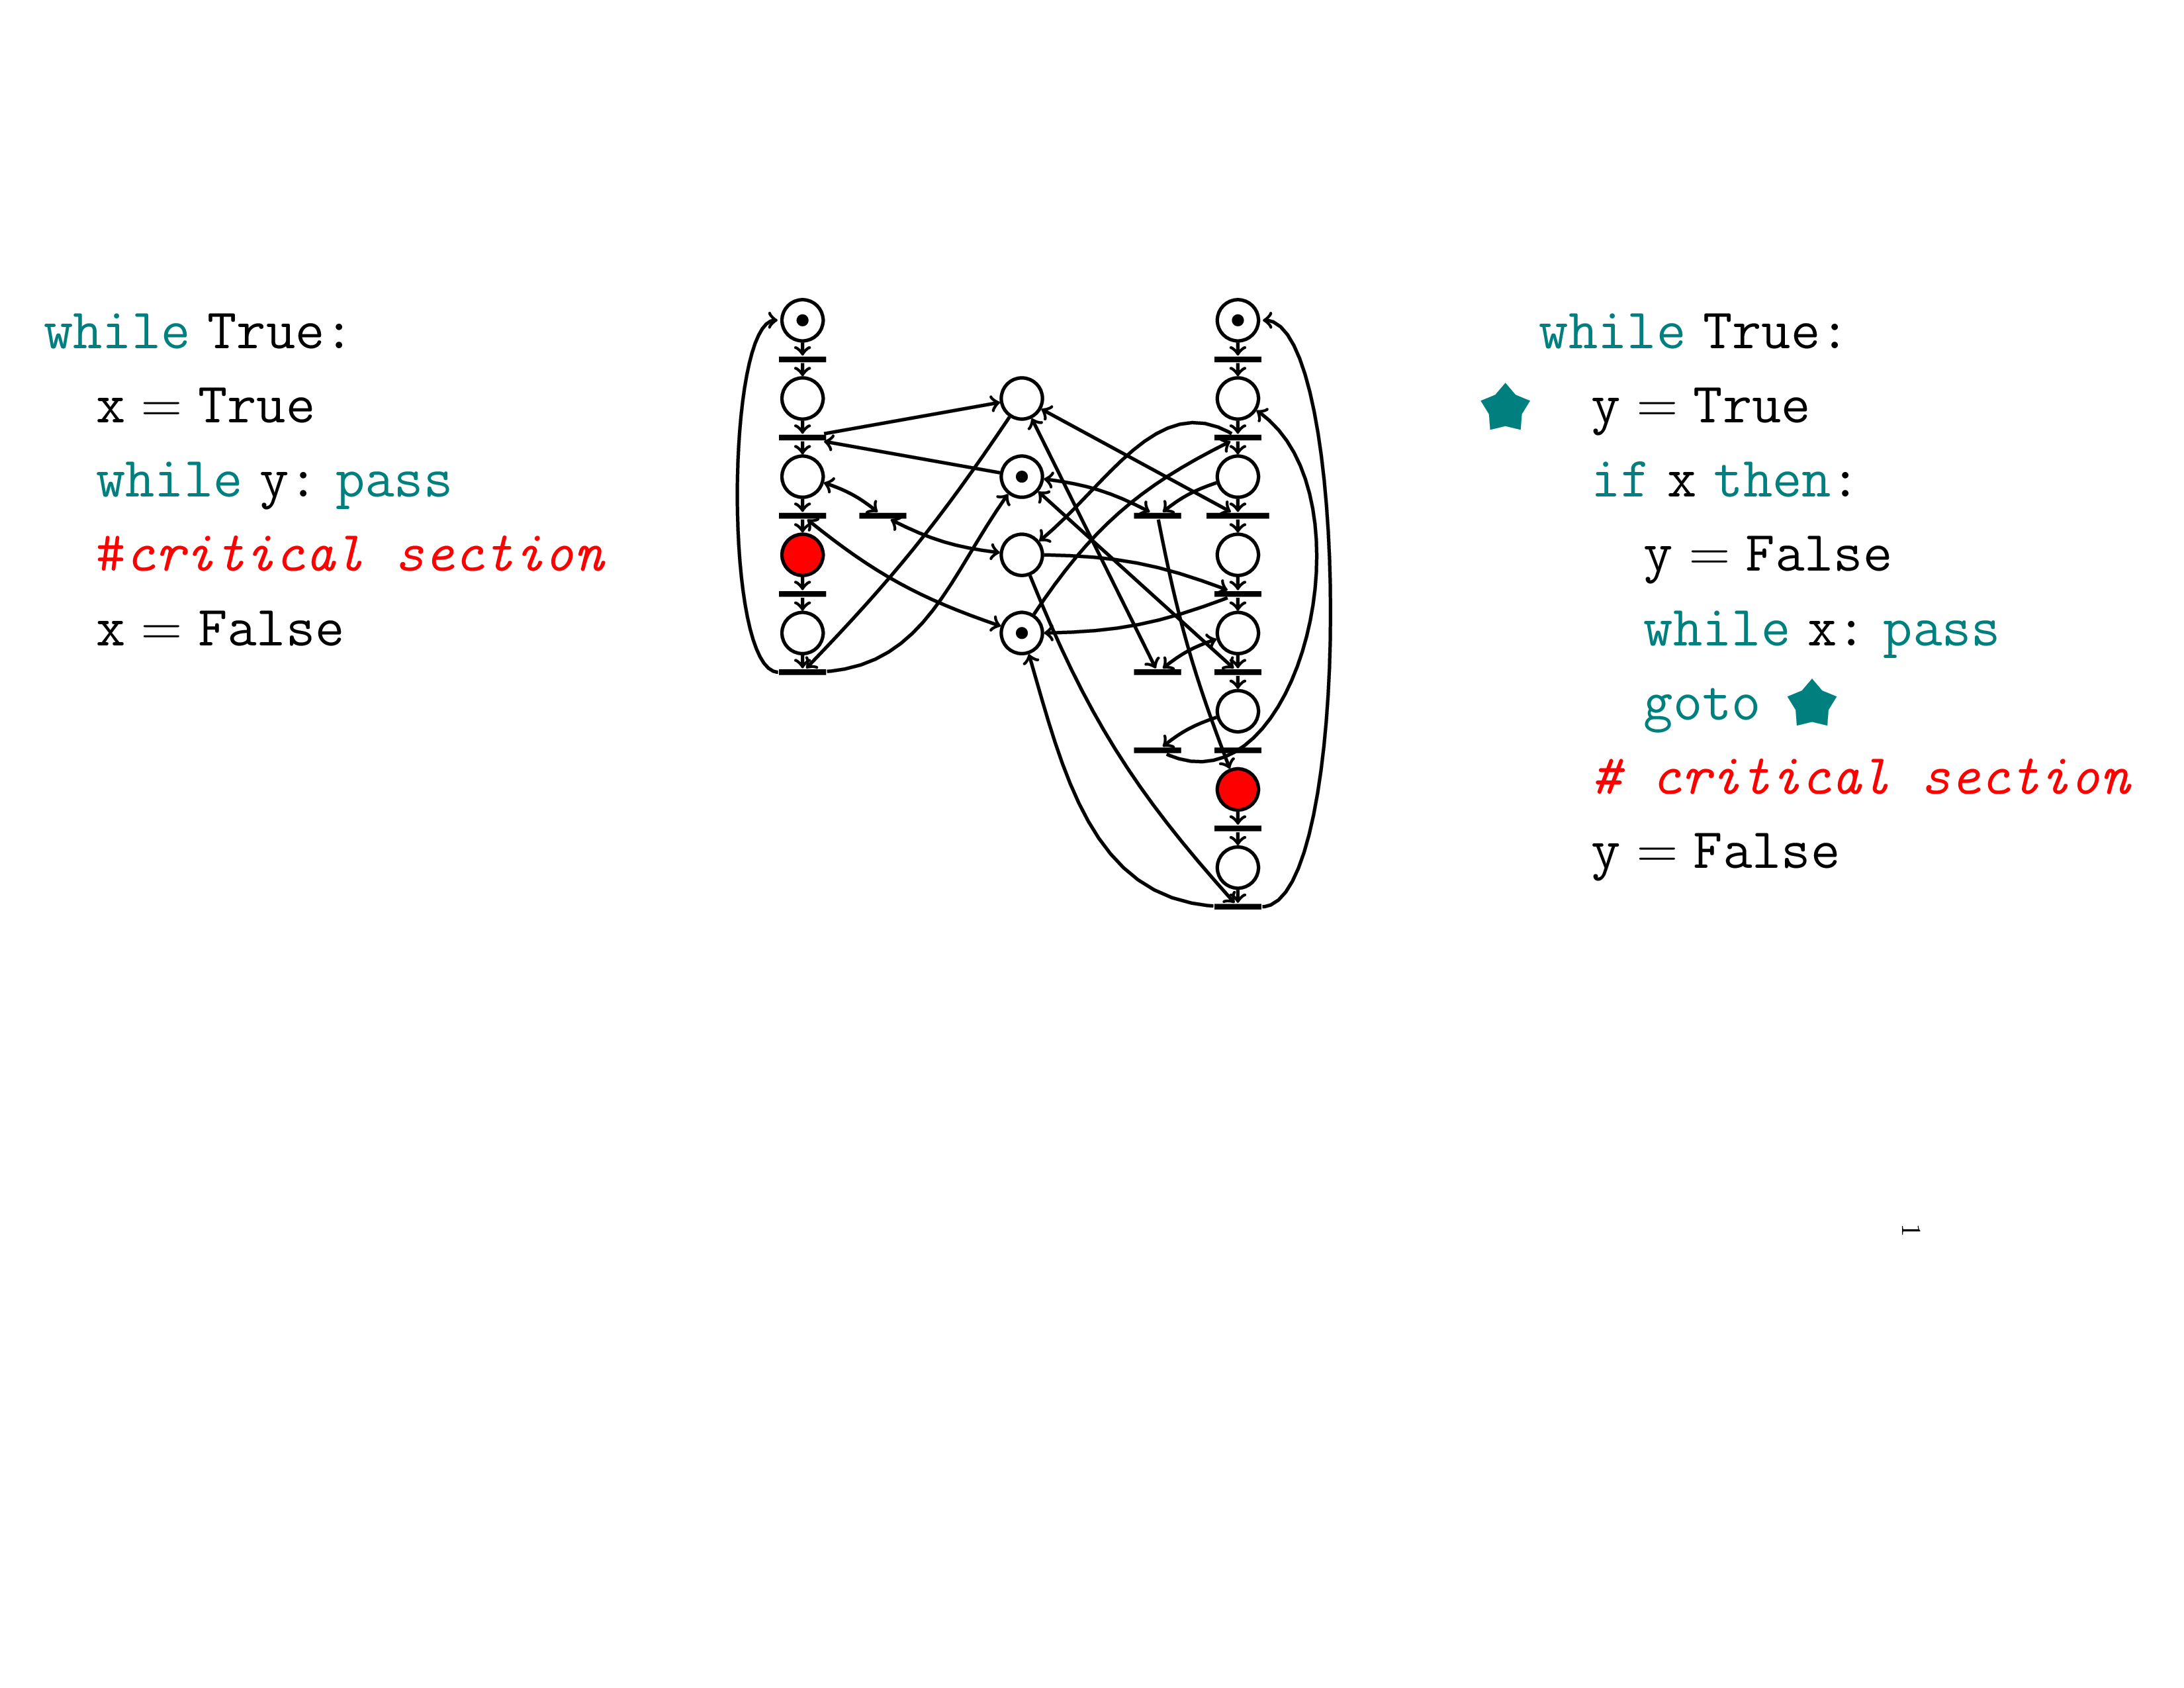 while True:
x = True
while y: pass
#critical section
x = False
while True:
y = True
if x then:
y = False
while x: pass
goto
# critical section
y = False
1